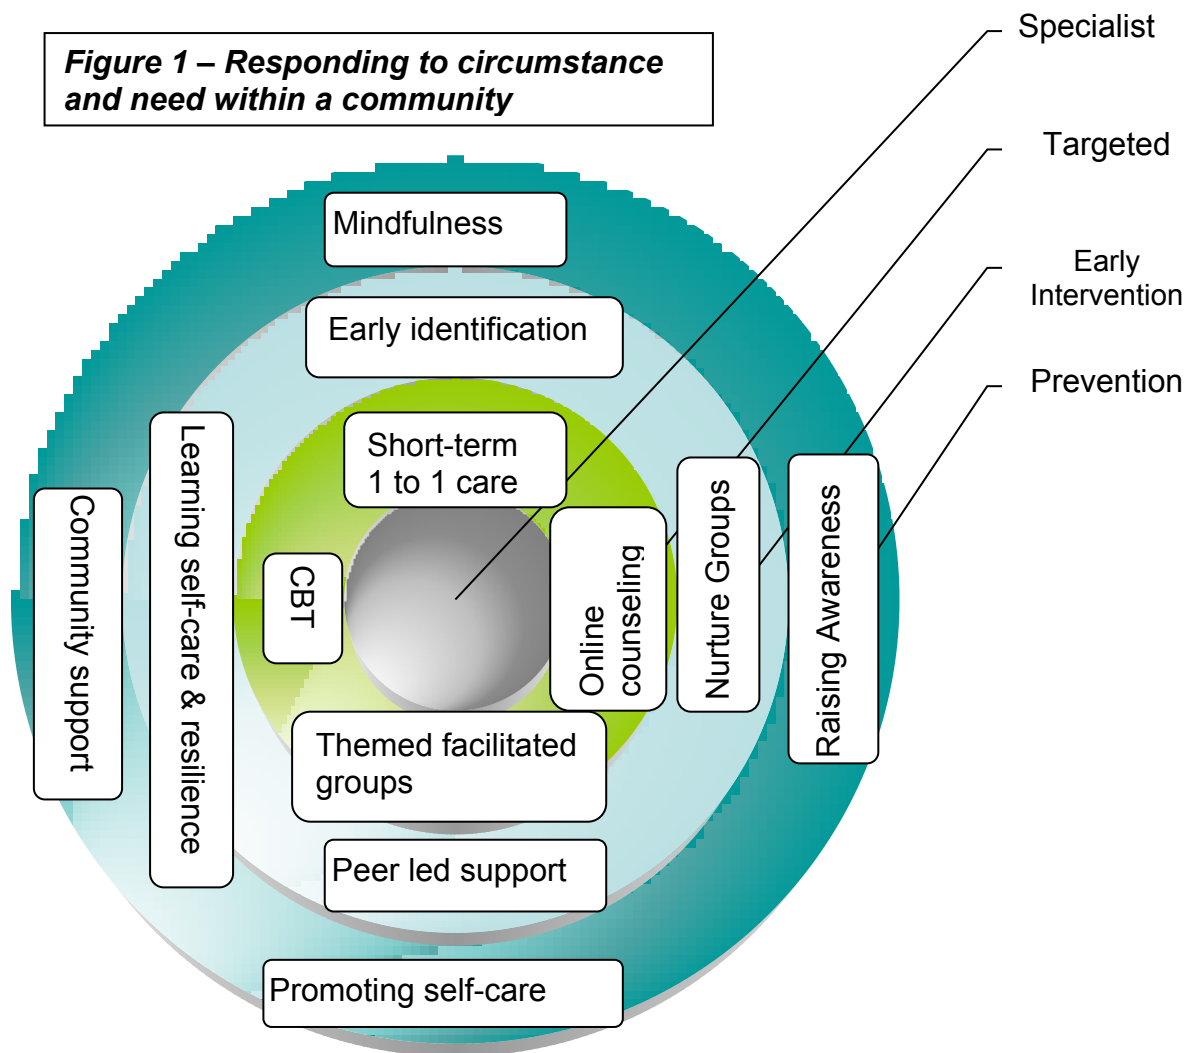 Figure 1 – Responding to circumstance
and need within a community
Specialist
Targeted
Early
Intervention
Prevention
Mindfulness
Early identification
Short-term
1 to 1 care
Community support
Learning self-care & resilience
CBT
Online
counseling
Nurture Groups
Raising Awareness
Themed facilitated
groups
Peer led support
Promoting self-care